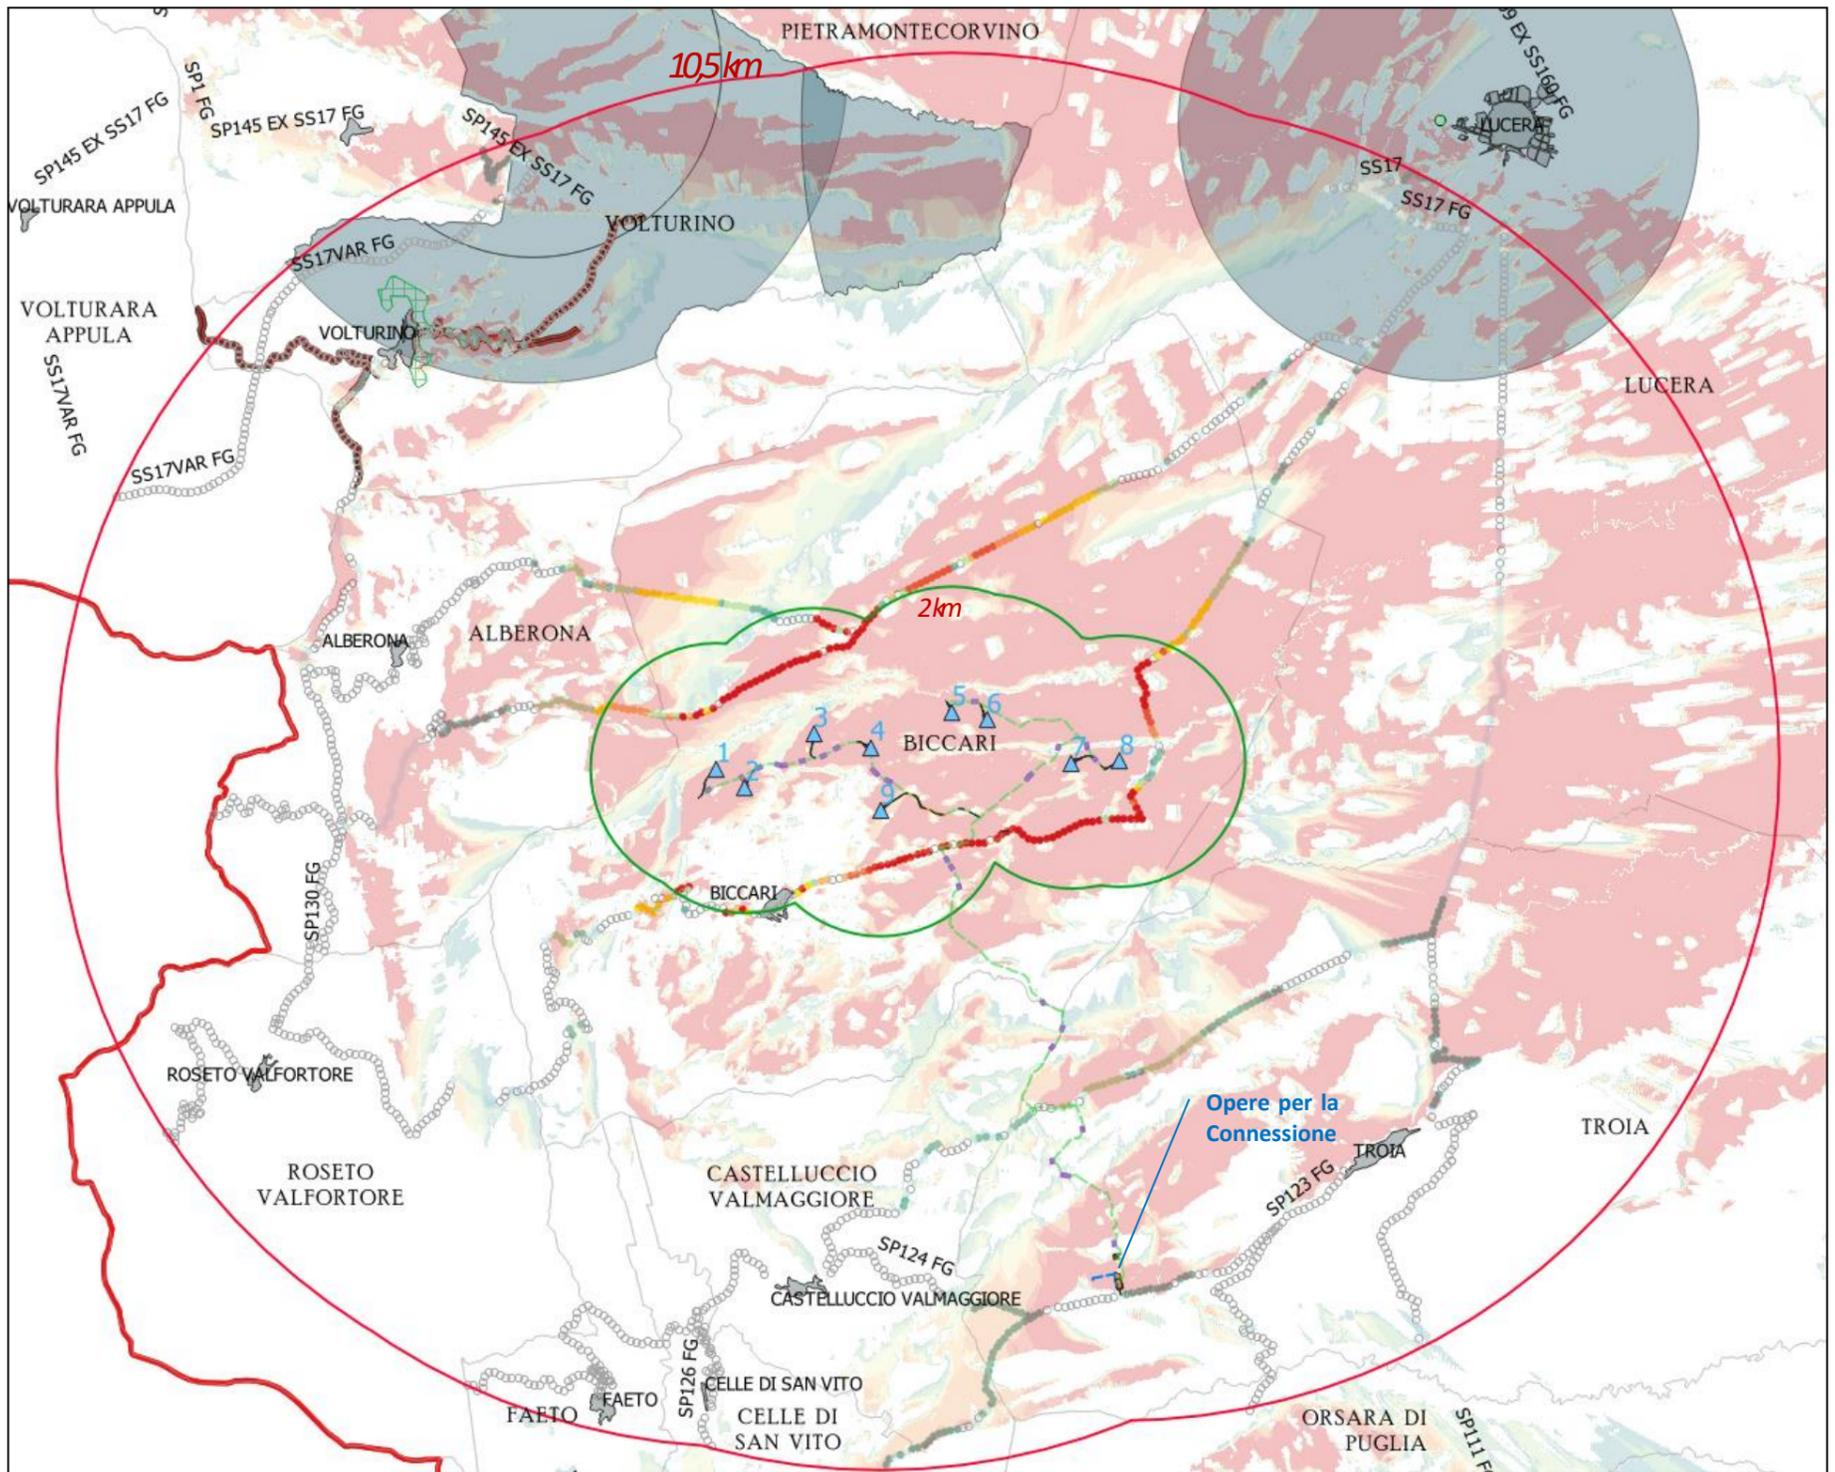 PIETRAMONTECORVINO
10,5 km
SP1 FG
SP145 EX SS17 FG
SP145 EX SS17 FG
SP145 EX SS17 FG
LUCERA
SS17
SS17 FG
VOLTURARA APPULA
VOLTURINO
SS17VAR FG
VOLTURARA
APPULA
VOLTURINO
SS17VAR FG
LUCERA
SS17VAR FG
2 km
ALBERONA
ALBERONA
5
6
3
4
BICCARI
7
8
1
2
9
BICCARI
SP130 FG
ROSETO VALFORTORE
Opere per la
Connessione
TROIA
TROIA
ROSETO
VALFORTORE
CASTELLUCCIO
VALMAGGIORE
SP123 FG
SP124 FG
CASTELLUCCIO VALMAGGIORE
SP126 FG
CELLE DI SAN VITO
FAETO
FAETO
CELLE DI
SAN VITO
ORSARA DI
PUGLIA